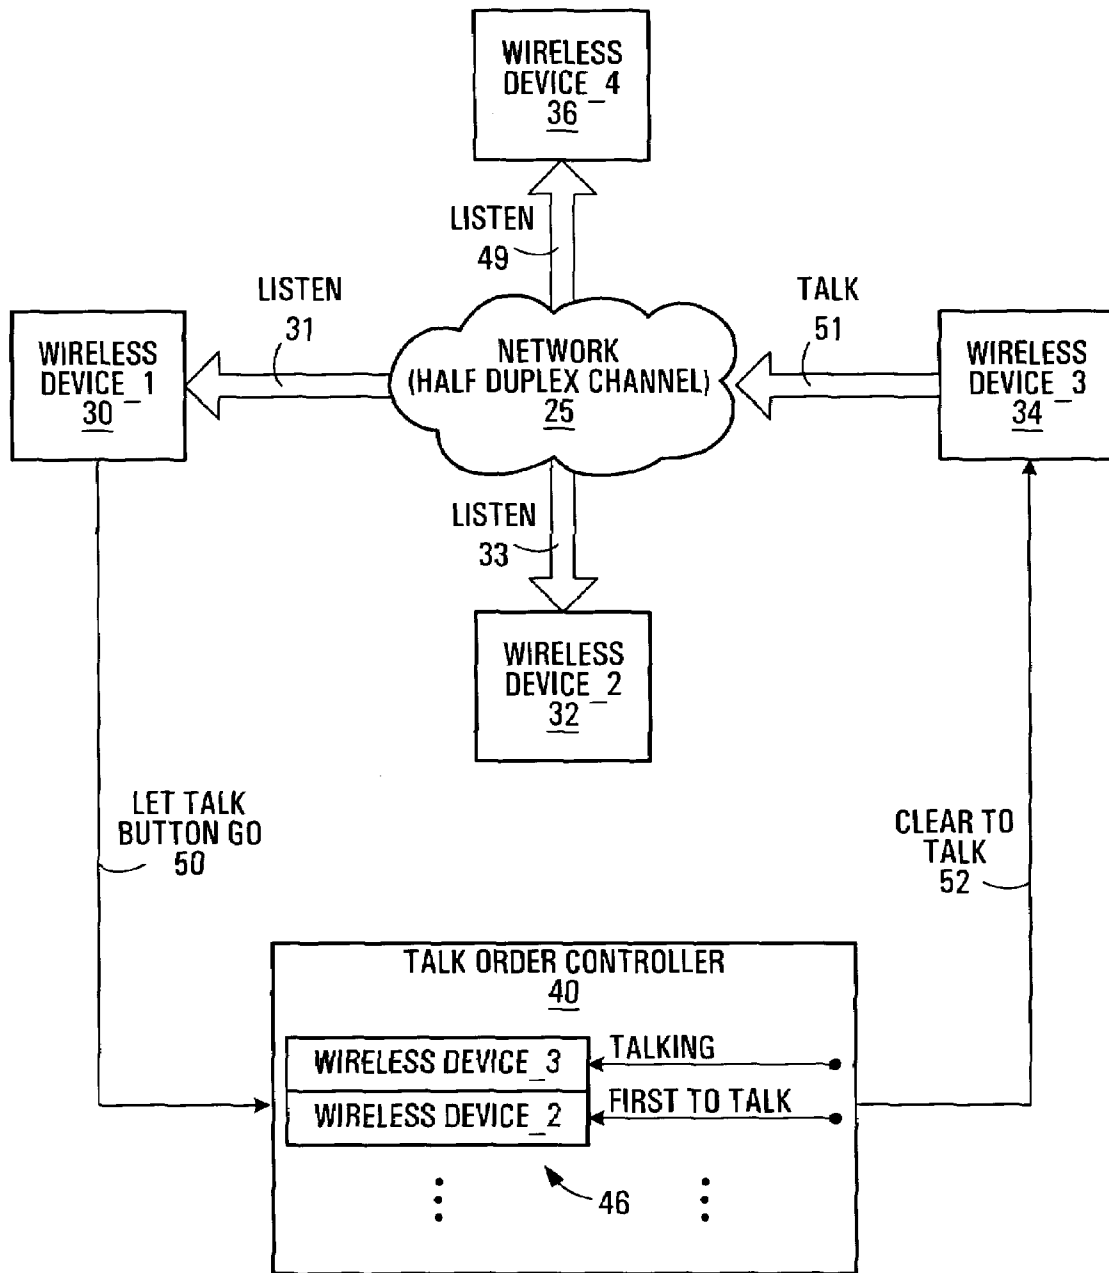 WIRELESS
DEVICE_4
36
LISTEN
49
LISTEN
31
TALK
51
WIRELESS
DEVICE_1
30
NETWORK
(HALF DUPLEX CHANNEL)
25
WIRELESS
DEVICE_3
34
LISTEN
33
WIRELESS
DEVICE_2
32
LET TALK
BUTTON GO
50
CLEAR TO
TALK
52
TALK ORDER CONTROLLER
40
WIRELESS DEVICE_3
TALKING
WIRELESS DEVICE_2
FIRST TO TALK
46